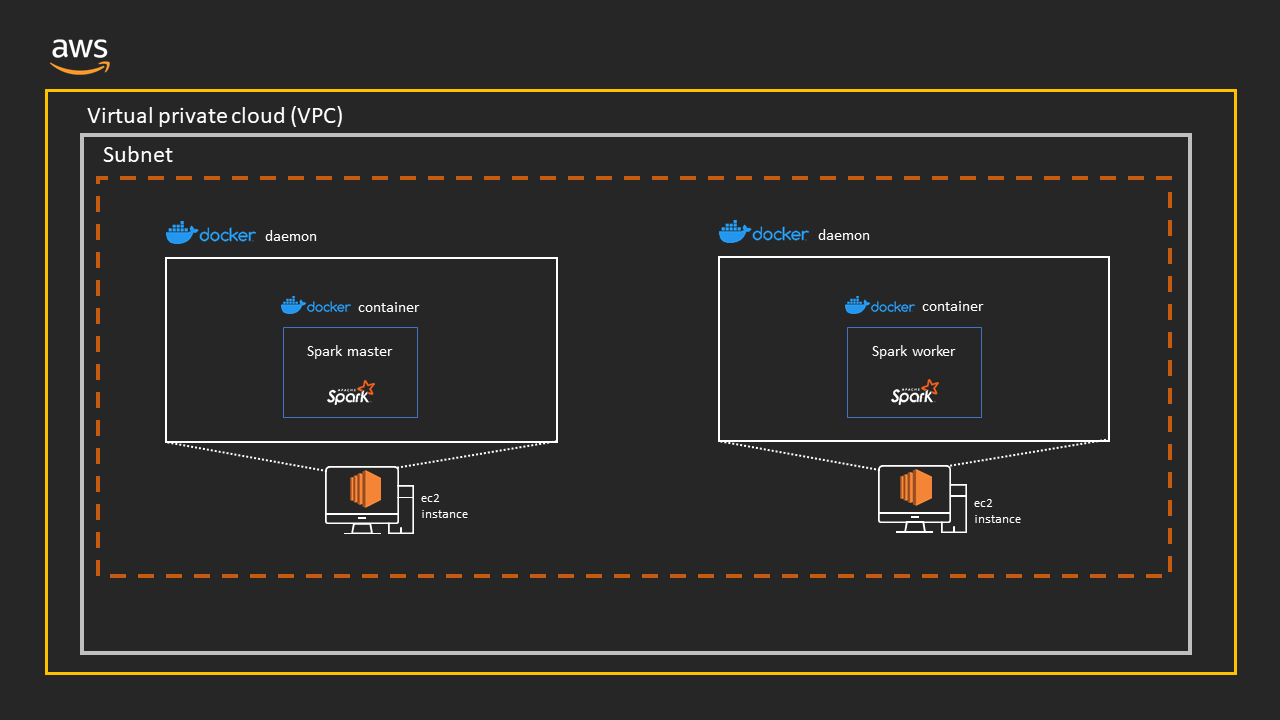 aws
Virtual private cloud (VPC)
Subnet
docker daemon
docker daemon
docker container
docker container
Spark master
Spark worker
APACHE
Spark
APACHE
Spark
ec2
instance
ec2
instance